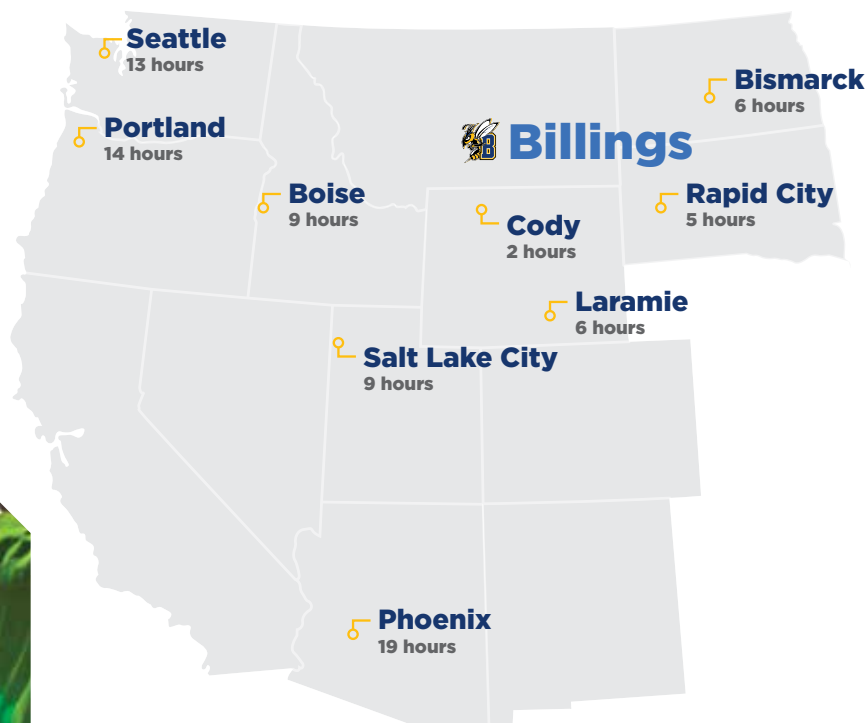 Seattle
13 hours
Bismarck
6 hours
Portland
14 hours
B Billings
Boise
9 hours
Rapid City
5 hours
Cody
2 hours
Laramie
6 hours
Salt Lake City
9 hours
Phoenix
19 hours